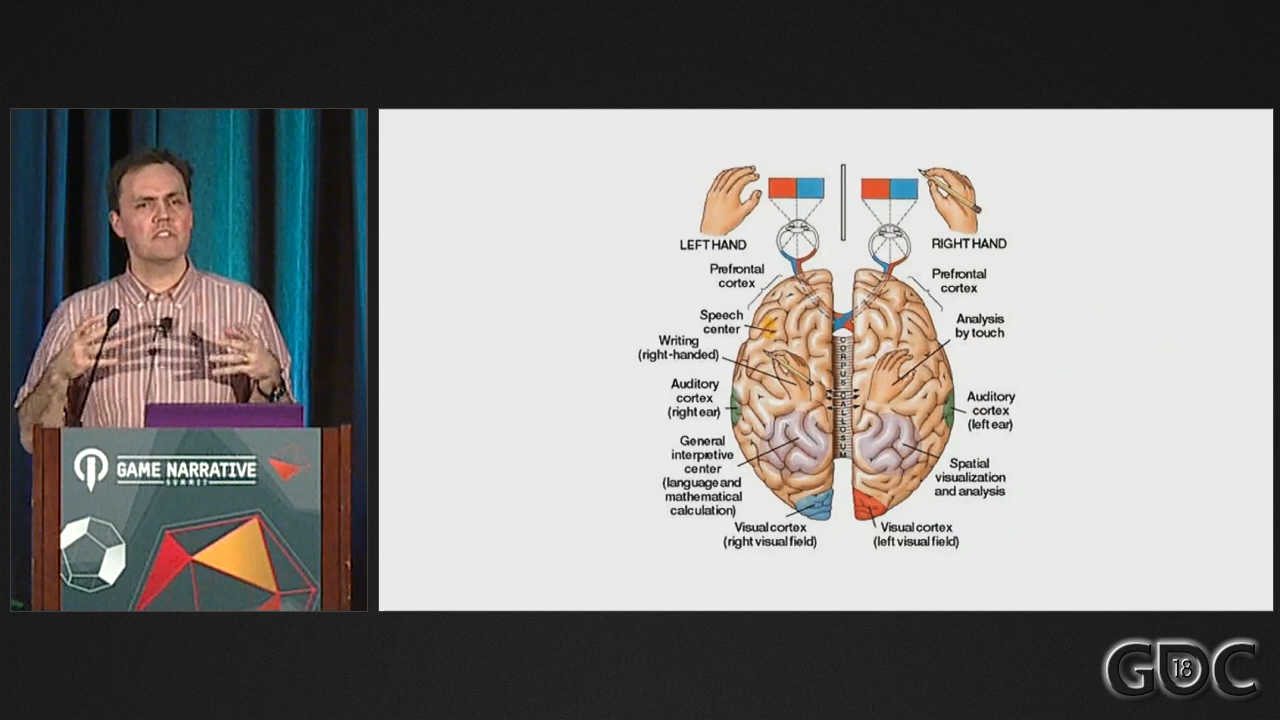 GAME NARRATIVE
SUMMIT
LEFT HAND
RIGHT HAND
Prefrontal
cortex
Prefrontal
cortex
Speech
center
Analysis
by touch
Writing
(right-handed)
CORPUS CALLOSUM
Auditory
cortex
(right ear)
Auditory
cortex
(left ear)
General
interpretive
center
(language and
mathematical
calculation)
Spatial
visualization
and analysis
Visual cortex
(right visual field)
Visual cortex
(left visual field)
GDC
18